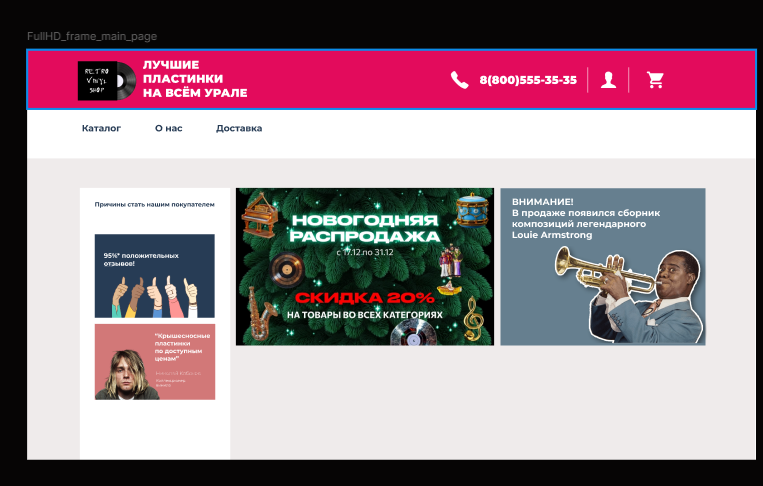 FullHD_frame_main_page
RETRO
VINYL
SHOP
ЛУЧШИЕ
ПЛАСТИНКИ
НА ВСЁМ УРАЛЕ
8(800)555-35-35
Каталог О нас Доставка
Причины стать нашим покупателем
95%* положительных
отзывов!
"Крышесносные
пластинки
по доступным
ценам"
НОВОГОДНЯЯ
РАСПРОДАЖА
с 17.12 по 31.12
СКИДКА 20%
НА ТОВАРЫ ВО ВСЕХ КАТЕГОРИЯХ
ВНИМАНИЕ!
В продаже появился сборник
композиций легендарного
Louie Armstrong